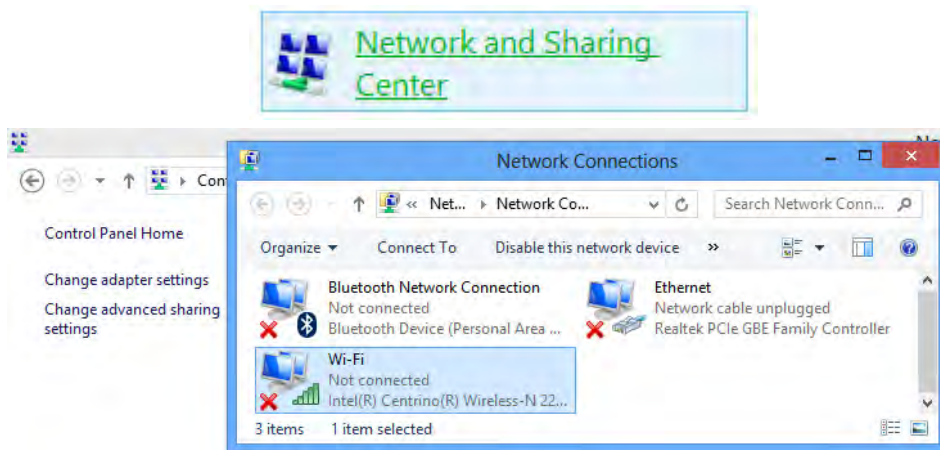 Network and Sharing
Center
Network Connections
Con
Net... Network Co...
Search Network Conn...
Control Panel Home
Organize
Connect To
Disable this network device
»
Change adapter settings
Change advanced sharing
settings
Bluetooth Network Connection
Not connected
Bluetooth Device (Personal Area ...
Ethernet
Network cable unplugged
Realtek PCIe GBE Family Controller
Wi-Fi
Not connected
Intel(R) Centrino(R) Wireless-N 22...
3 items
1 item selected